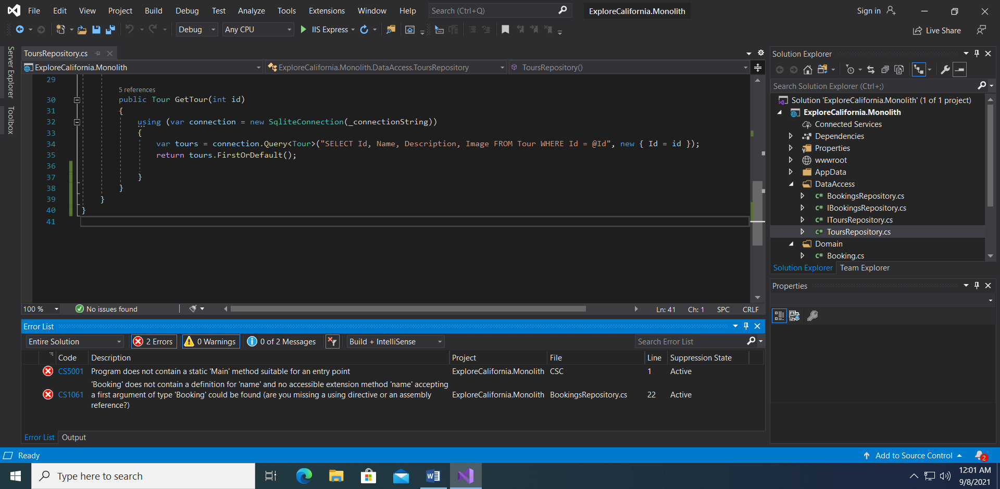 File Edit View Project Build Debug Test Analyze Tools Extensions Window Help Search (Ctrl+Q) ExploreCalifornia.Monolith Sign in
Debug Any CPU IIS Express Live Share
Server Explorer
Toolbox
ToursRepository.cs
ExploreCalifornia.Monolith ExploreCalifornia.Monolith.DataAccess.ToursRepository ToursRepository()
29
5 references
30 public Tour GetTour(int id)
31 {
32 using (var connection = new SqliteConnection(_connectionString))
33 {
34 var tours = connection.Query<Tour>("SELECT Id, Name, Description, Image FROM Tour WHERE Id = @Id", new { Id = id });
35 return tours.FirstOrDefault();
36
37 }
38 }
39 }
40 }
41
100 % No issues found Ln: 41 Ch: 1 SPC CRLF
Error List
Entire Solution 2 Errors 0 Warnings 0 of 2 Messages Build + IntelliSense Search Error List
Code Description Project File Line Suppression State
CS5001 Program does not contain a static 'Main' method suitable for an entry point ExploreCalifornia.Monolith CSC 1 Active
'Booking' does not contain a definition for 'name' and no accessible extension method 'name' accepting
CS1061 a first argument of type 'Booking' could be found (are you missing a using directive or an assembly ExploreCalifornia.Monolith BookingsRepository.cs 22 Active
reference?)
Error List Output
Solution Explorer
Search Solution Explorer (Ctrl+;)
Solution 'ExploreCalifornia.Monolith' (1 of 1 project)
ExploreCalifornia.Monolith
Connected Services
Dependencies
Properties
wwwroot
AppData
DataAccess
C# BookingsRepository.cs
C# IBookingsRepository.cs
C# IToursRepository.cs
C# ToursRepository.cs
Domain
C# Booking.cs
Solution Explorer Team Explorer
Properties
Ready Add to Source Control 2
Type here to search
12:01 AM
9/8/2021